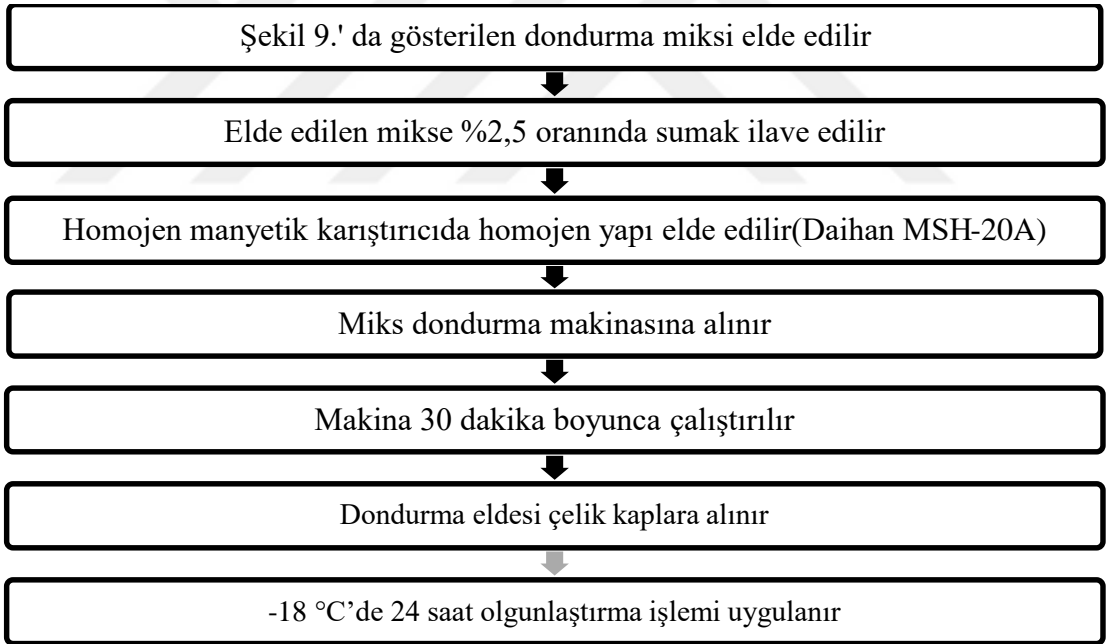 Şekil 9.' da gösterilen dondurma miksi elde edilir
Elde edilen mikse %2,5 oranında sumak ilave edilir
Homojen manyetik karıştırıcıda homojen yapı elde edilir(Daihan MSH-20A)
Miks dondurma makinasına alınır
Makina 30 dakika boyunca çalıştırılır
Dondurma eldesi çelik kaplara alınır
-18 °C’de 24 saat olgunlaştırma işlemi uygulanır